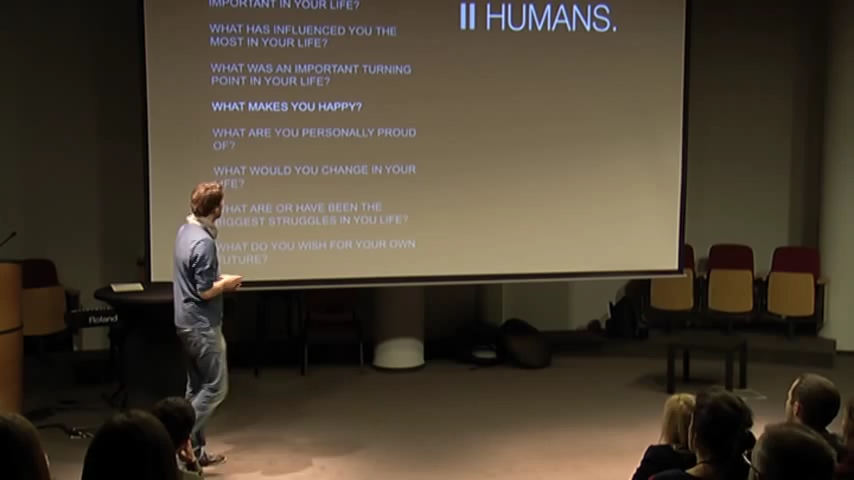 IMPORTANT IN YOUR LIFE?
WHAT HAS INFLUENCED YOU THE
MOST IN YOUR LIFE?
WHAT WAS AN IMPORTANT TURNING
POINT IN YOUR LIFE?
WHAT MAKES YOU HAPPY?
WHAT ARE YOU PERSONALLY PROUD
OF?
WHAT WOULD YOU CHANGE IN YOUR
LIFE?
WHAT ARE OR HAVE BEEN THE
BIGGEST STRUGGLES IN YOU LIFE?
WHAT DO YOU WISH FOR YOUR OWN
FUTURE?
HUMANS.
Roland